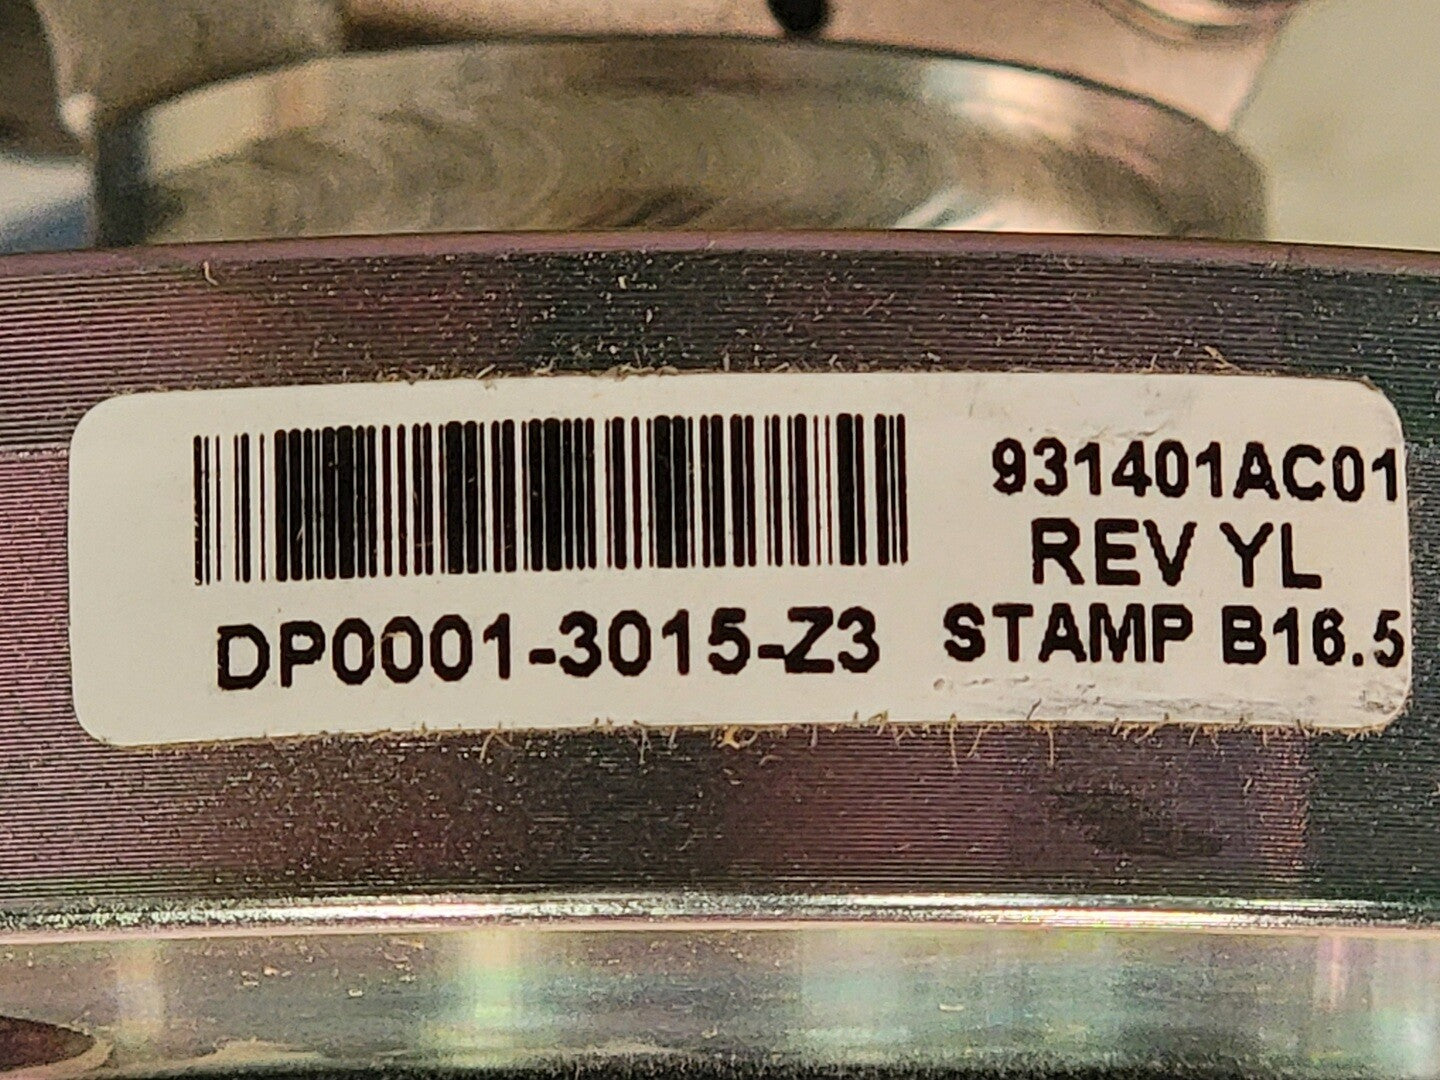 931401AC01
REV YL
DP0001-3015-Z3
STAMP B16.5